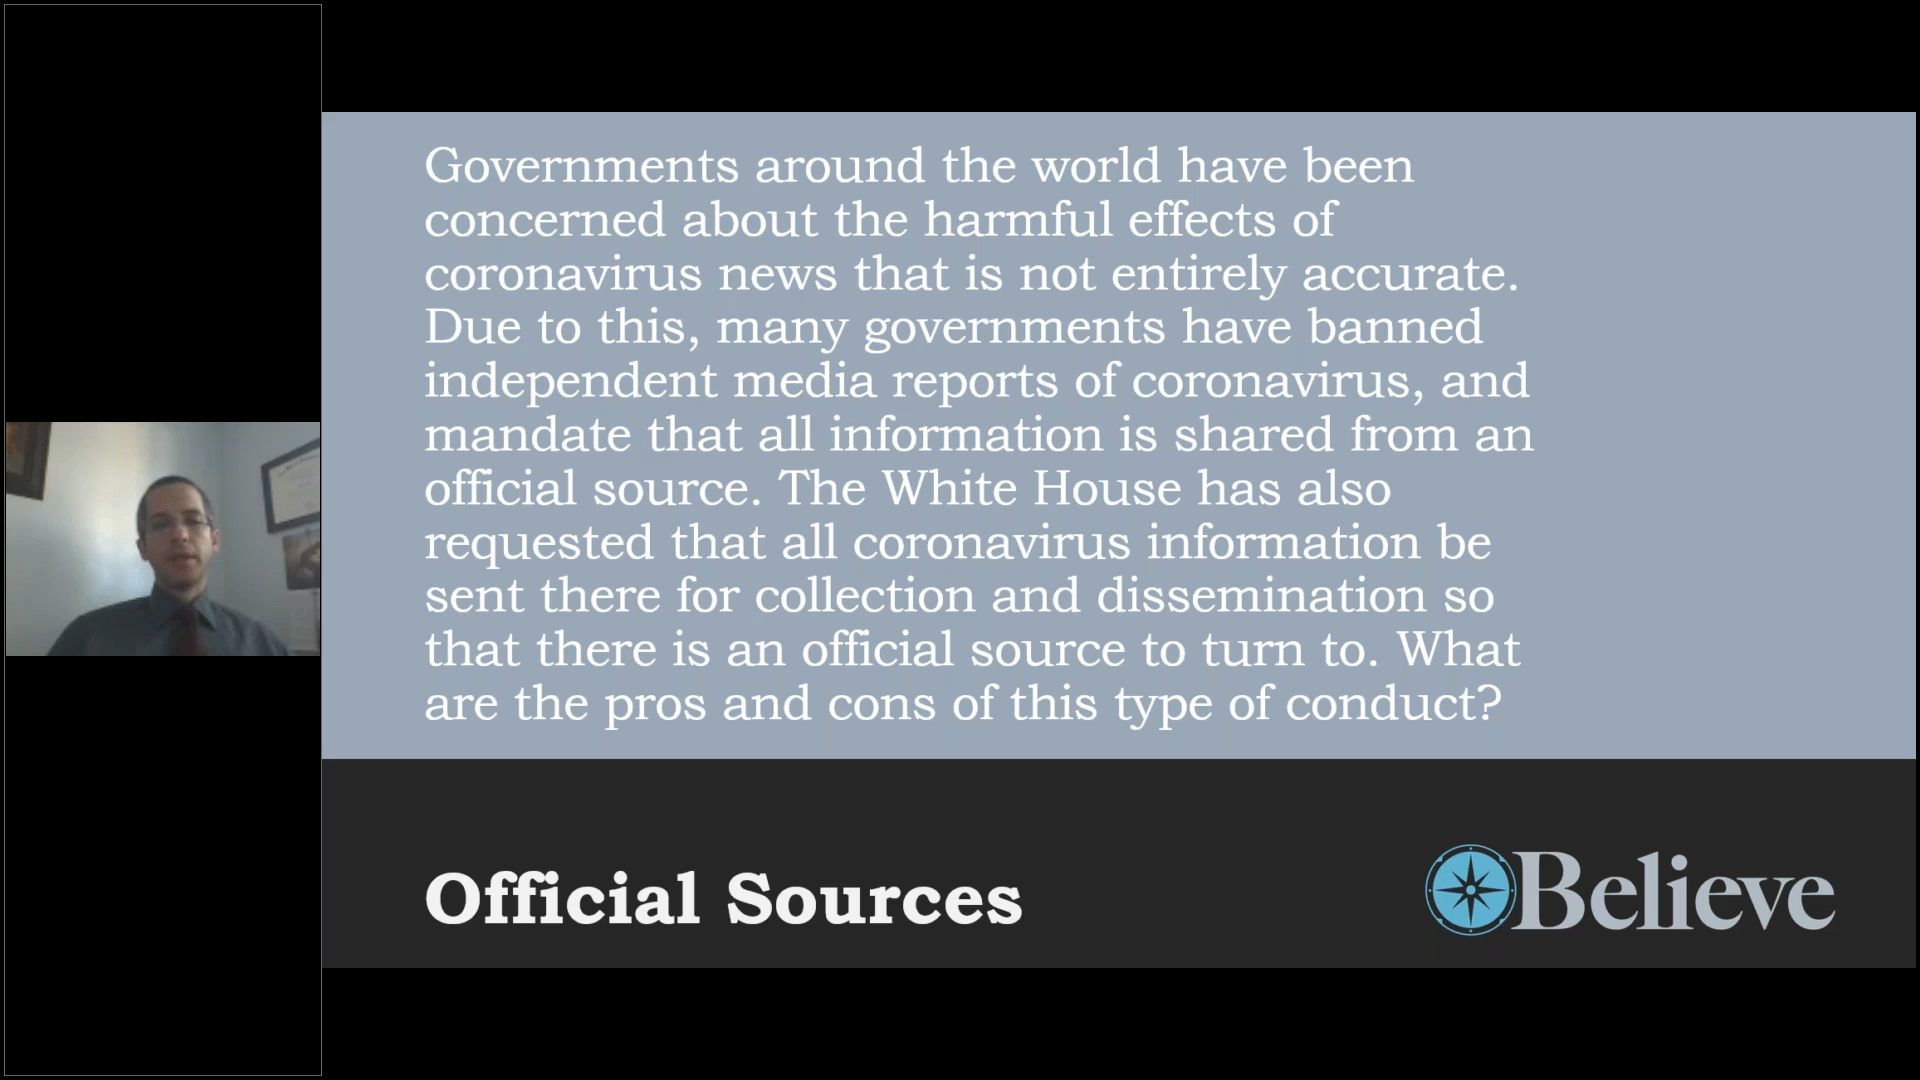 Governments around the world have been
concerned about the harmful effects of
coronavirus news that is not entirely accurate.
Due to this, many governments have banned
independent media reports of coronavirus, and
mandate that all information is shared from an
official source. The White House has also
requested that all coronavirus information be
sent there for collection and dissemination so
that there is an official source to turn to. What
are the pros and cons of this type of conduct?
Official Sources
Believe